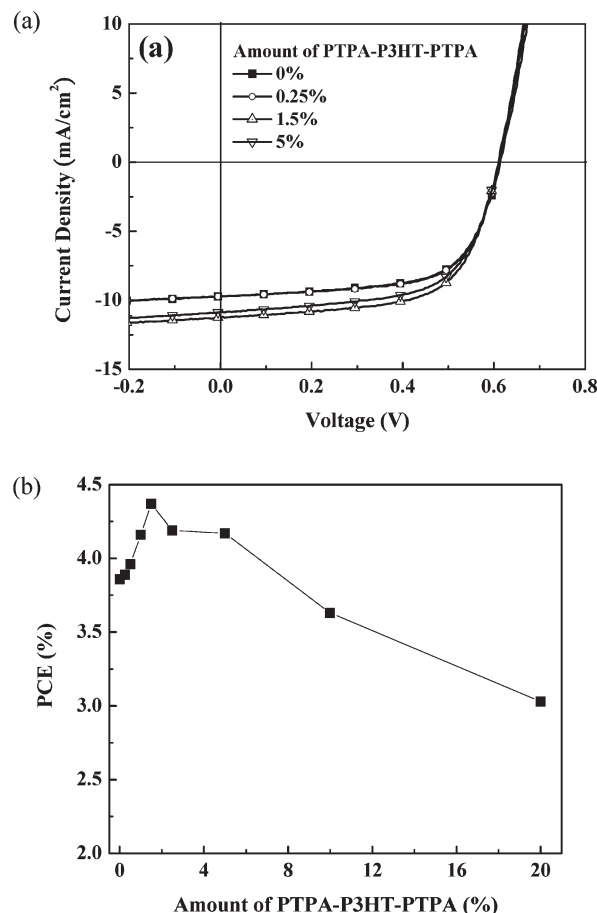 (a)
(a)
Amount of PTPA-P3HT-PTPA
0%
0.25%
1.5%
5%
10
5
0
-5
-10
-15
Current Density (mA/cm²)
-0.2 0.0 0.2 0.4 0.6 0.8
Voltage (V)
(b)
4.5
4.0
3.5
3.0
2.5
2.0
PCE (%)
0 4 8 12 16 20
Amount of PTPA-P3HT-PTPA (%)